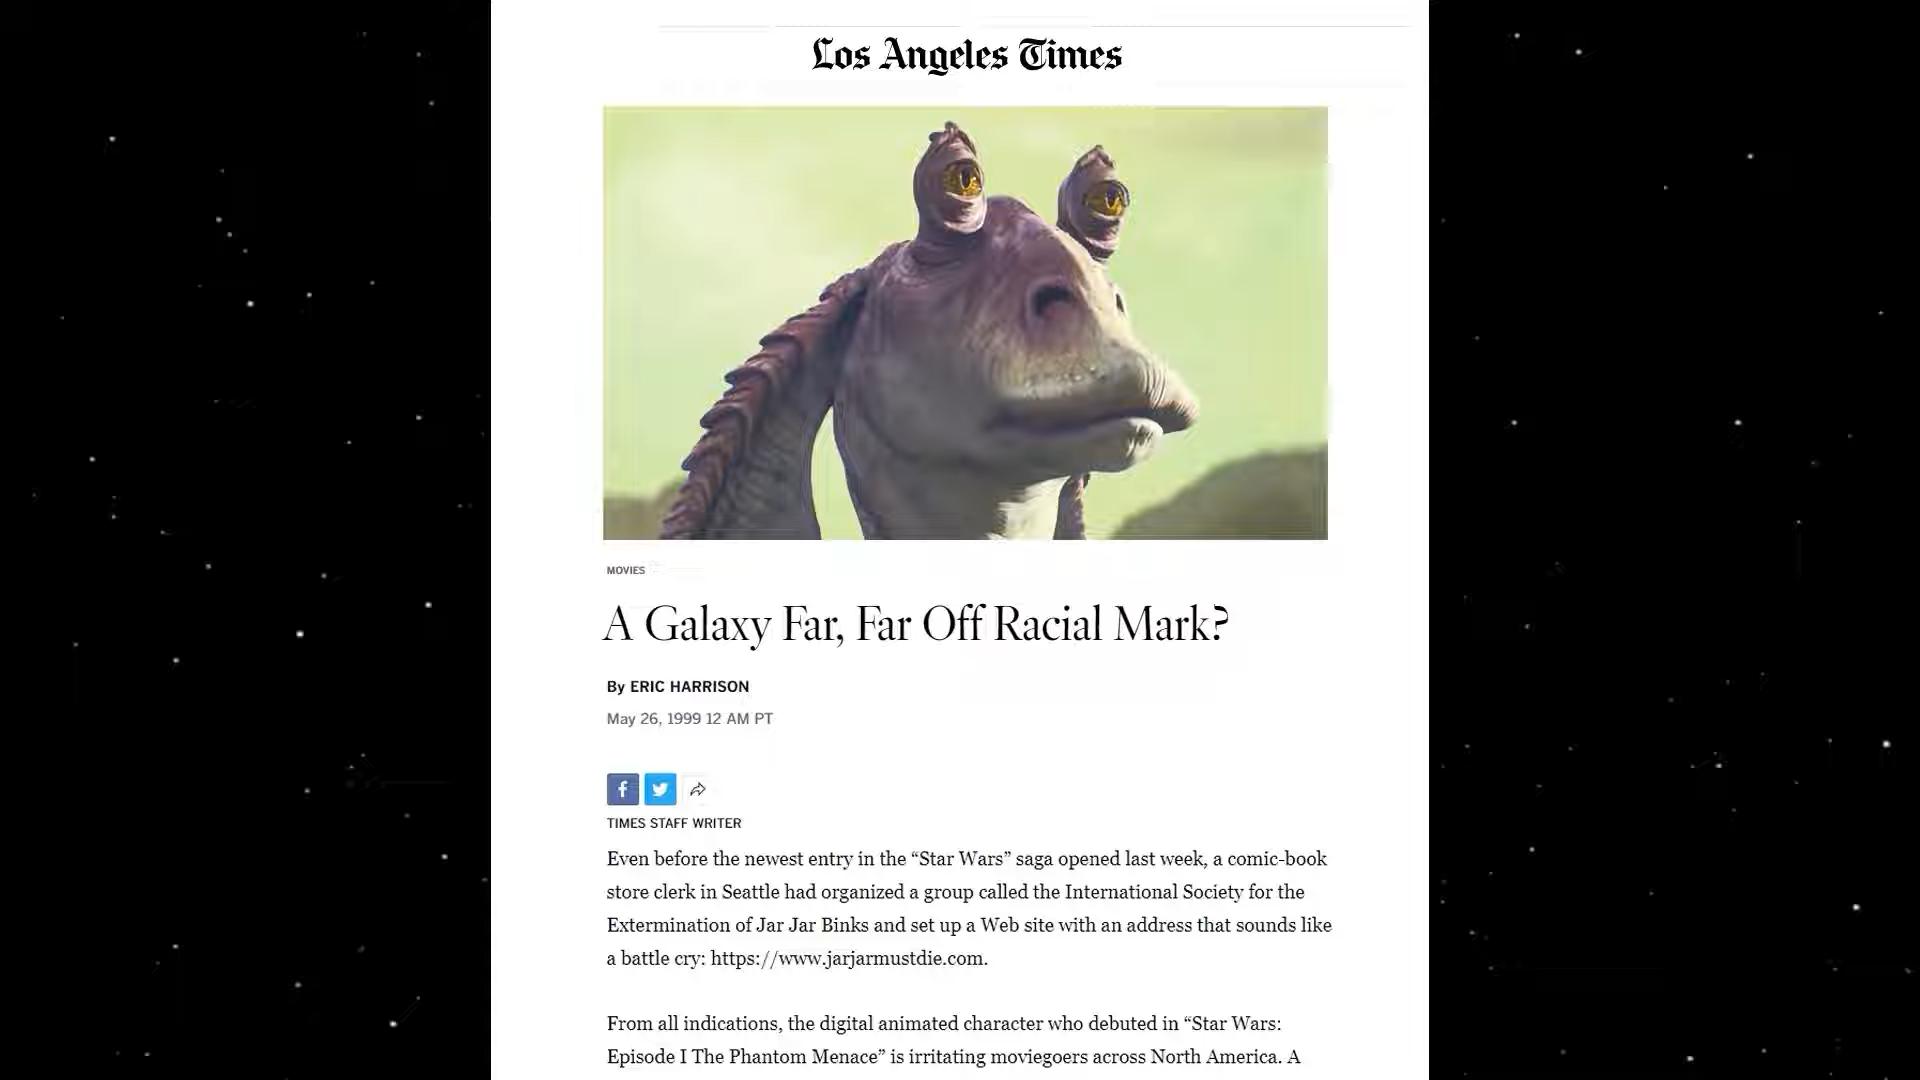 Los Angeles Times
MOVIES
A Galaxy Far, Far Off Racial Mark?
By ERIC HARRISON
May 26, 1999 12 AM PT
TIMES STAFF WRITER
Even before the newest entry in the “Star Wars” saga opened last week, a comic-book
store clerk in Seattle had organized a group called the International Society for the
Extermination of Jar Jar Binks and set up a Web site with an address that sounds like
a battle cry: https://www.jarjarmustdie.com.
From all indications, the digital animated character who debuted in “Star Wars:
Episode I The Phantom Menace” is irritating moviegoers across North America. A